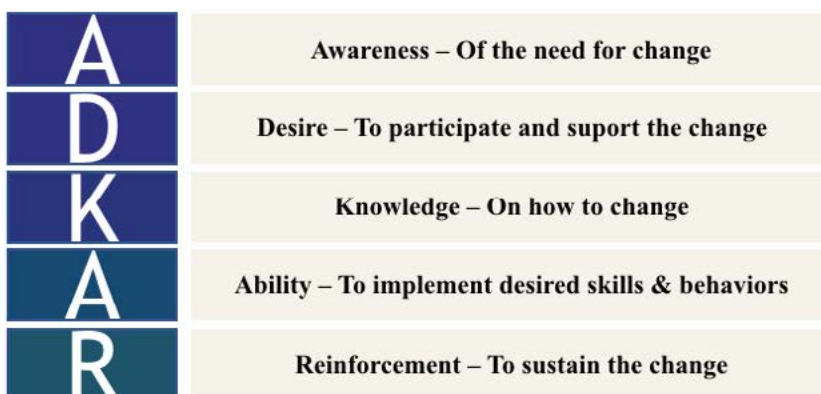 A
Awareness – Of the need for change
D
Desire – To participate and suport the change
K
Knowledge – On how to change
A
Ability – To implement desired skills & behaviors
R
Reinforcement – To sustain the change